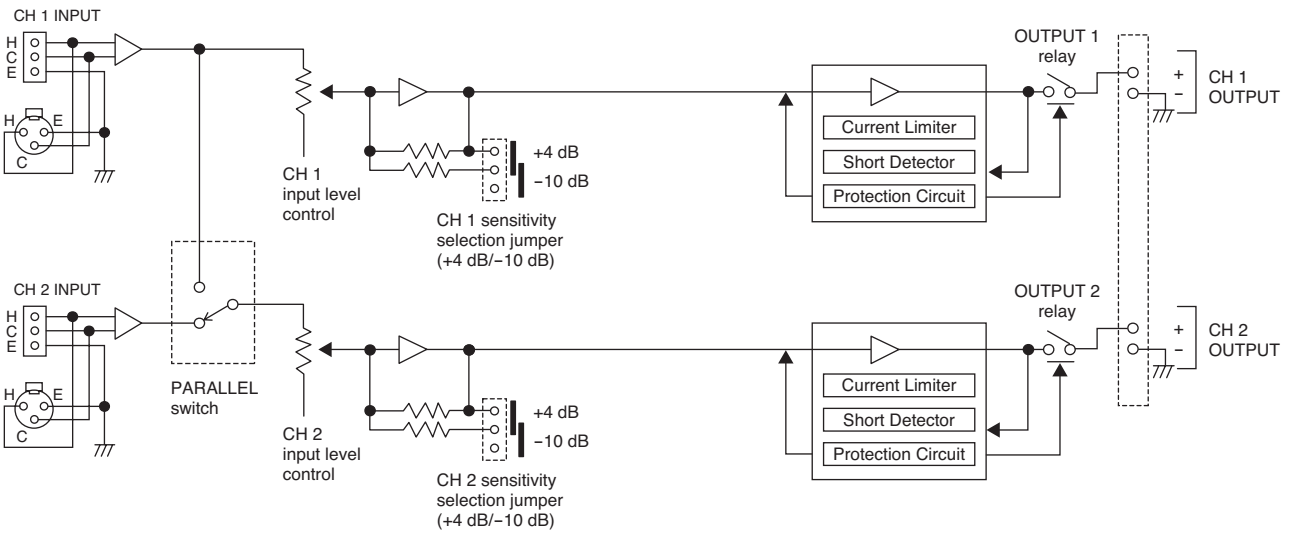 CH 1 INPUT
H
C
E
H
E
C
CH 1
input level
control
+4 dB
−10 dB
CH 1 sensitivity
selection jumper
(+4 dB/−10 dB)
Current Limiter
Short Detector
Protection Circuit
OUTPUT 1
relay
+
−
CH 1
OUTPUT
CH 2 INPUT
H
C
E
H
E
C
PARALLEL
switch
CH 2
input level
control
+4 dB
−10 dB
CH 2 sensitivity
selection jumper
(+4 dB/−10 dB)
Current Limiter
Short Detector
Protection Circuit
OUTPUT 2
relay
+
−
CH 2
OUTPUT